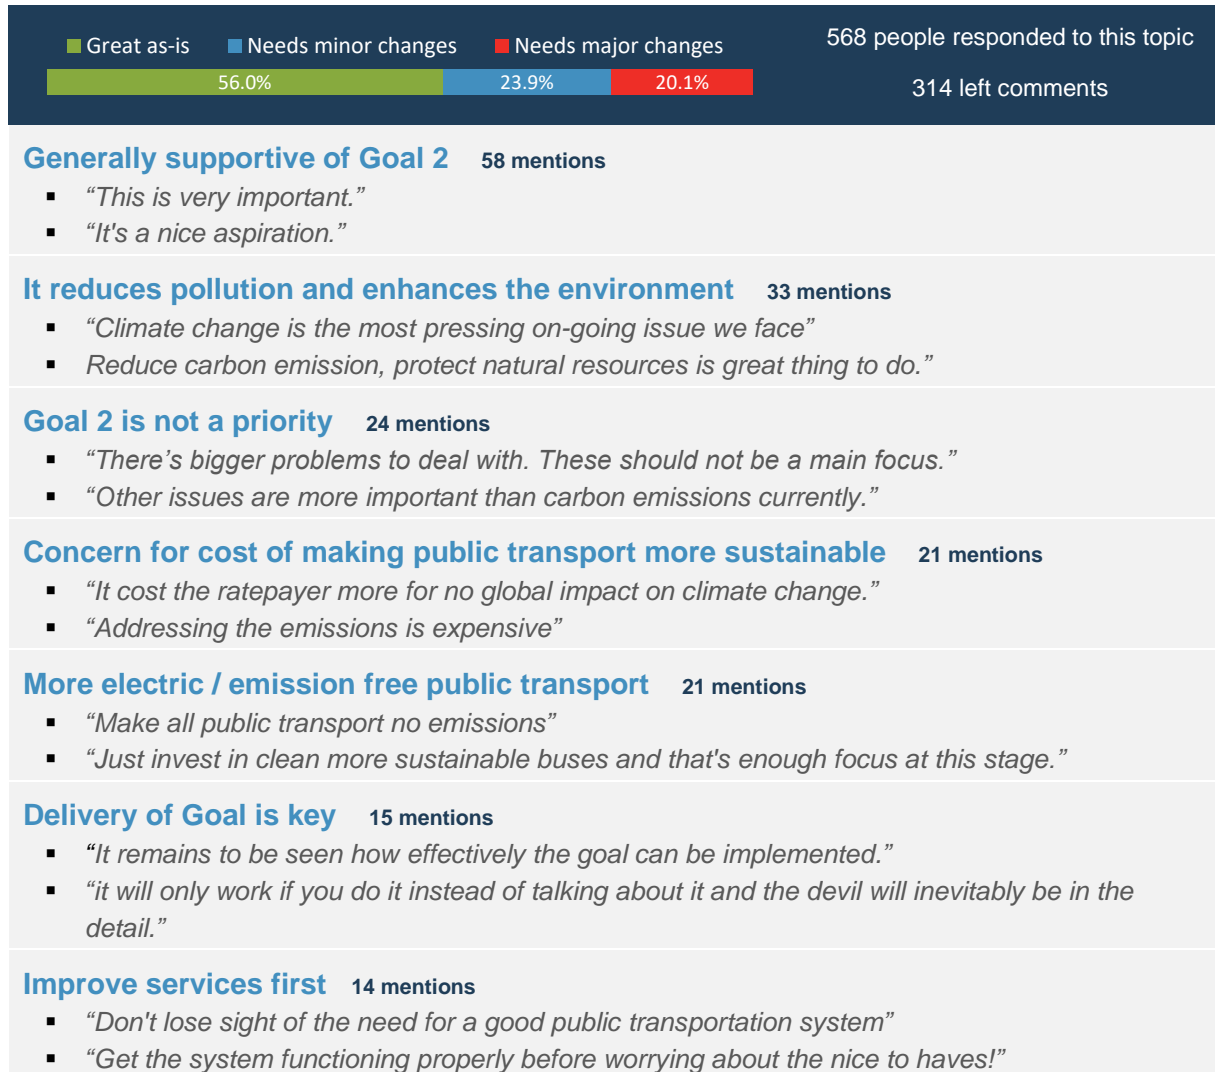 Great as-is Needs minor changes Needs major changes
56.0% 23.9% 20.1%
568 people responded to this topic
314 left comments
Generally supportive of Goal 2 58 mentions
▪ “This is very important.”
▪ “It's a nice aspiration.”
It reduces pollution and enhances the environment 33 mentions
▪ “Climate change is the most pressing on-going issue we face”
▪ Reduce carbon emission, protect natural resources is great thing to do.”
Goal 2 is not a priority 24 mentions
▪ “There’s bigger problems to deal with. These should not be a main focus.”
▪ “Other issues are more important than carbon emissions currently.”
Concern for cost of making public transport more sustainable 21 mentions
▪ “It cost the ratepayer more for no global impact on climate change.”
▪ “Addressing the emissions is expensive”
More electric / emission free public transport 21 mentions
▪ “Make all public transport no emissions”
▪ “Just invest in clean more sustainable buses and that's enough focus at this stage.”
Delivery of Goal is key 15 mentions
▪ “It remains to be seen how effectively the goal can be implemented.”
▪ “it will only work if you do it instead of talking about it and the devil will inevitably be in the
detail.”
Improve services first 14 mentions
▪ “Don't lose sight of the need for a good public transportation system”
▪ “Get the system functioning properly before worrying about the nice to haves!”